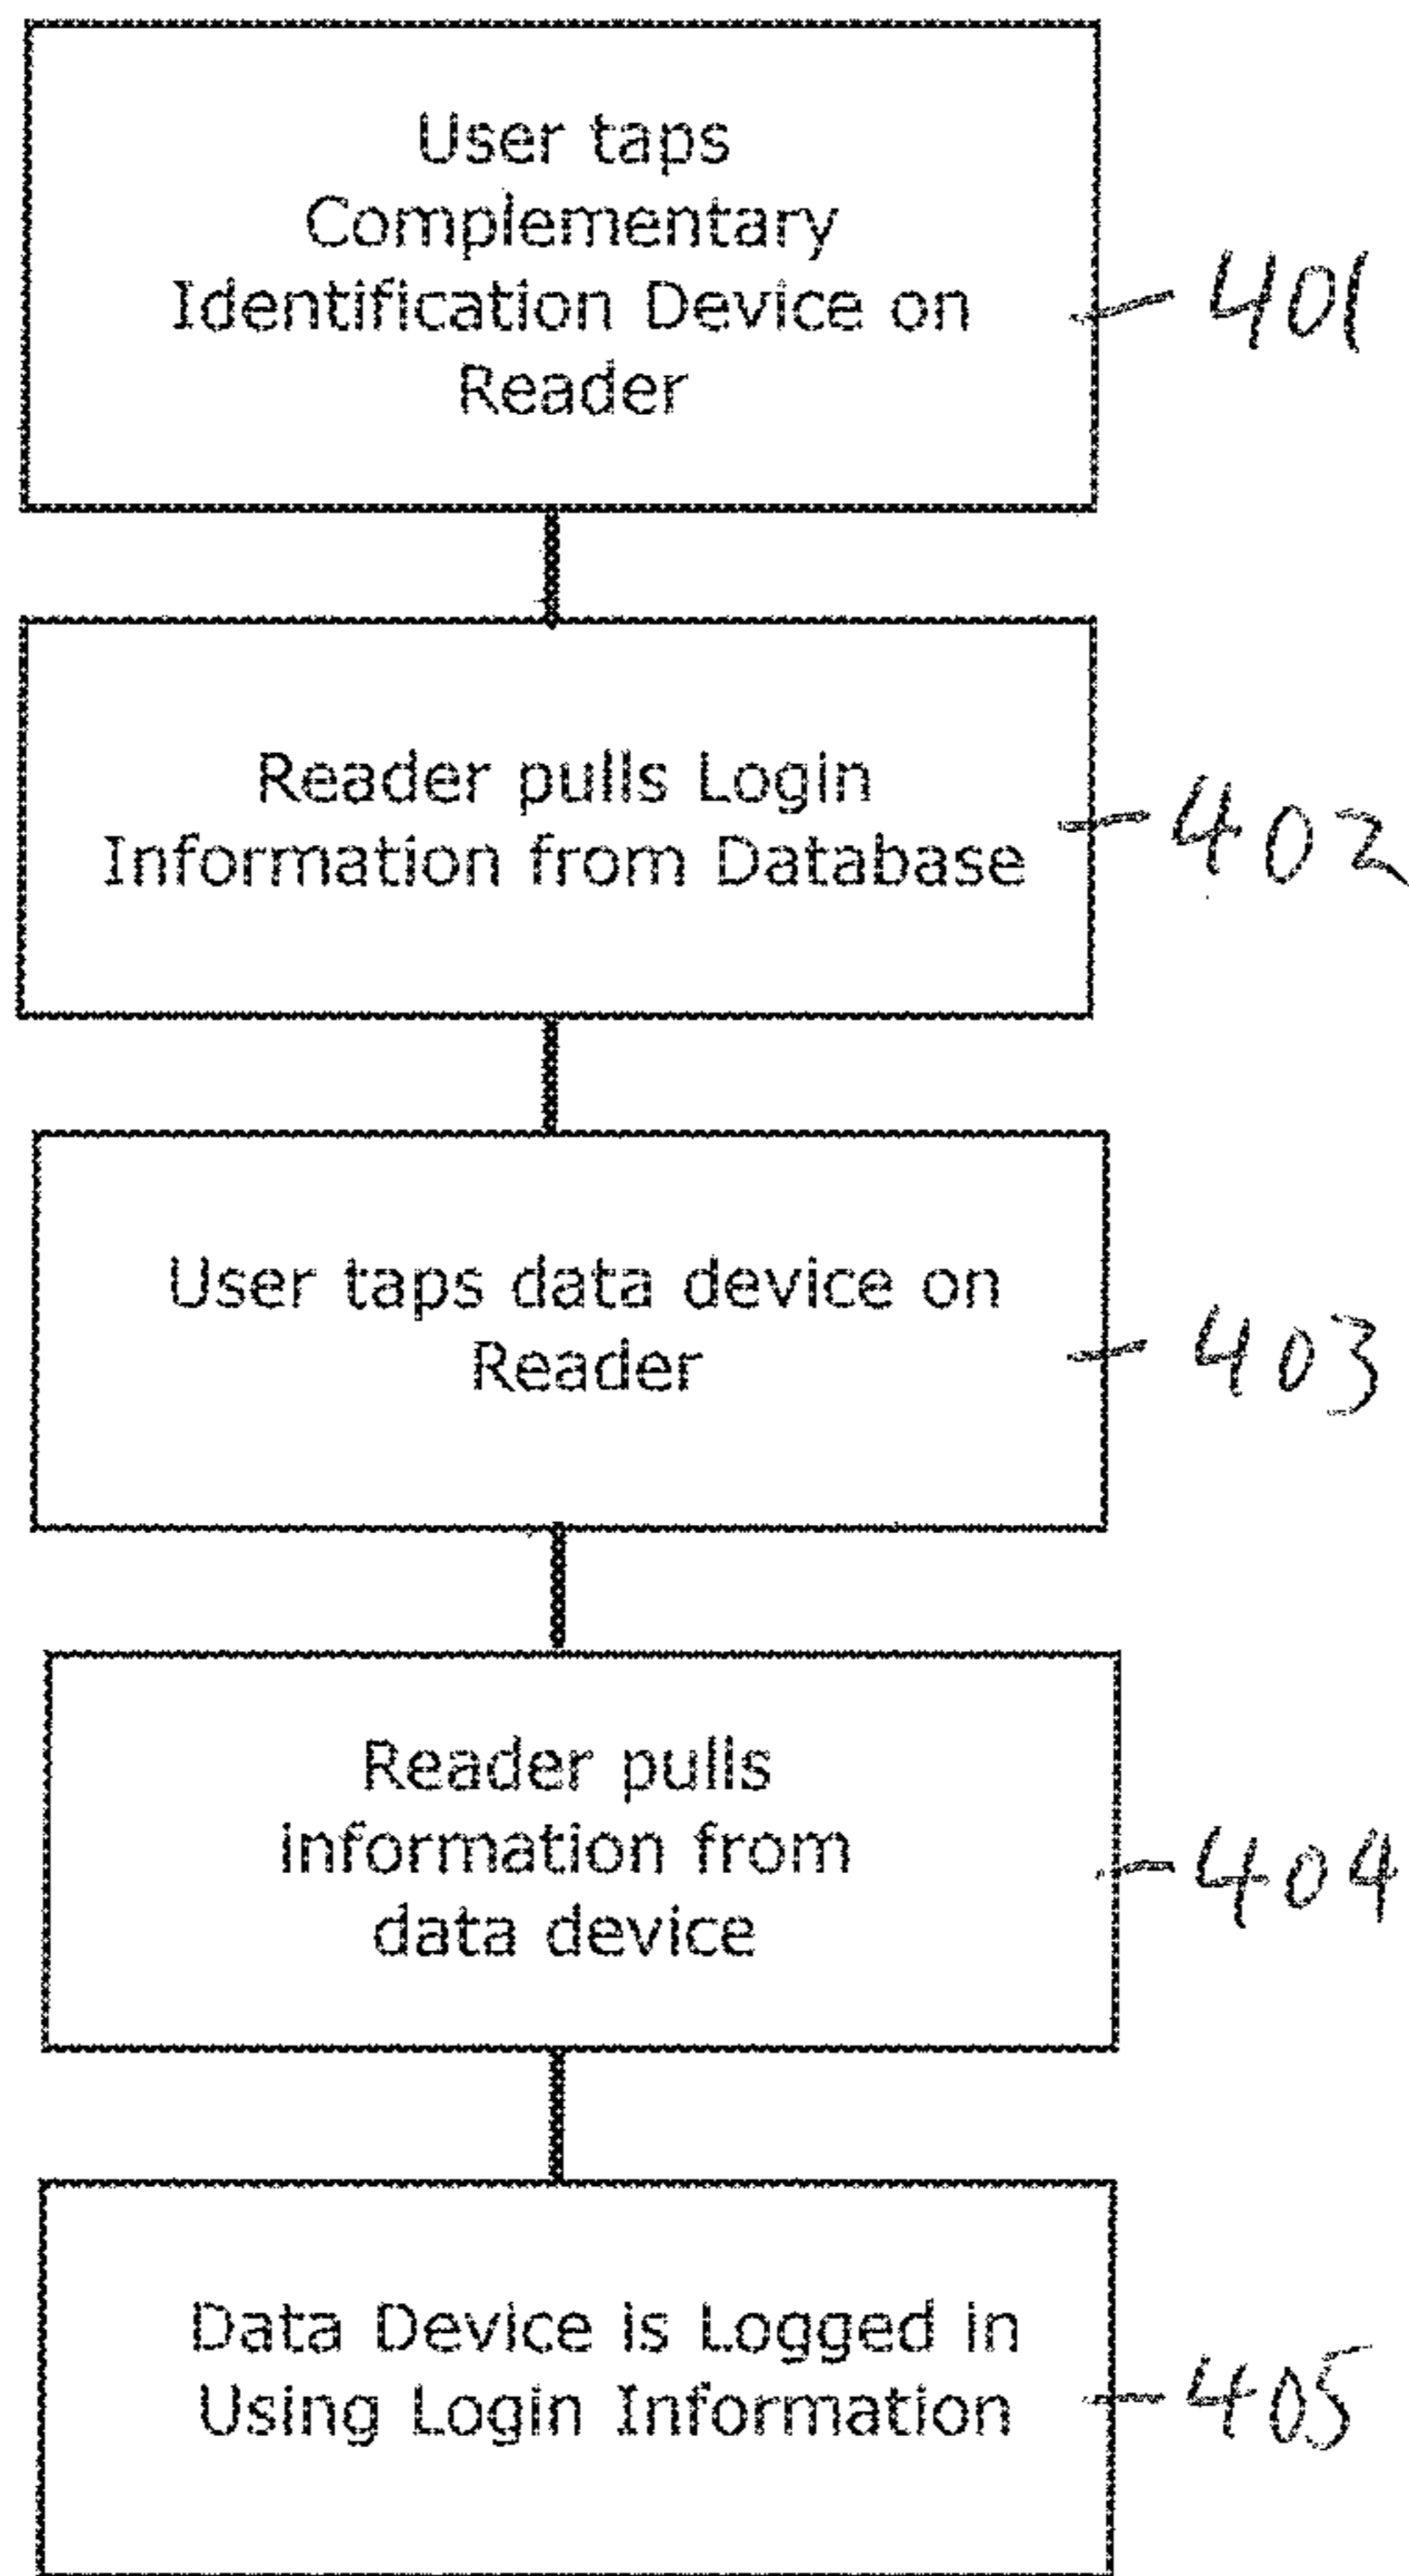 User taps
Complementary
Identification Device on
Reader
401
Reader pulls Login
Information from Database
402
User taps data device on
Reader
403
Reader pulls
information from
data device
404
Data Device is Logged in
Using Login Information
405